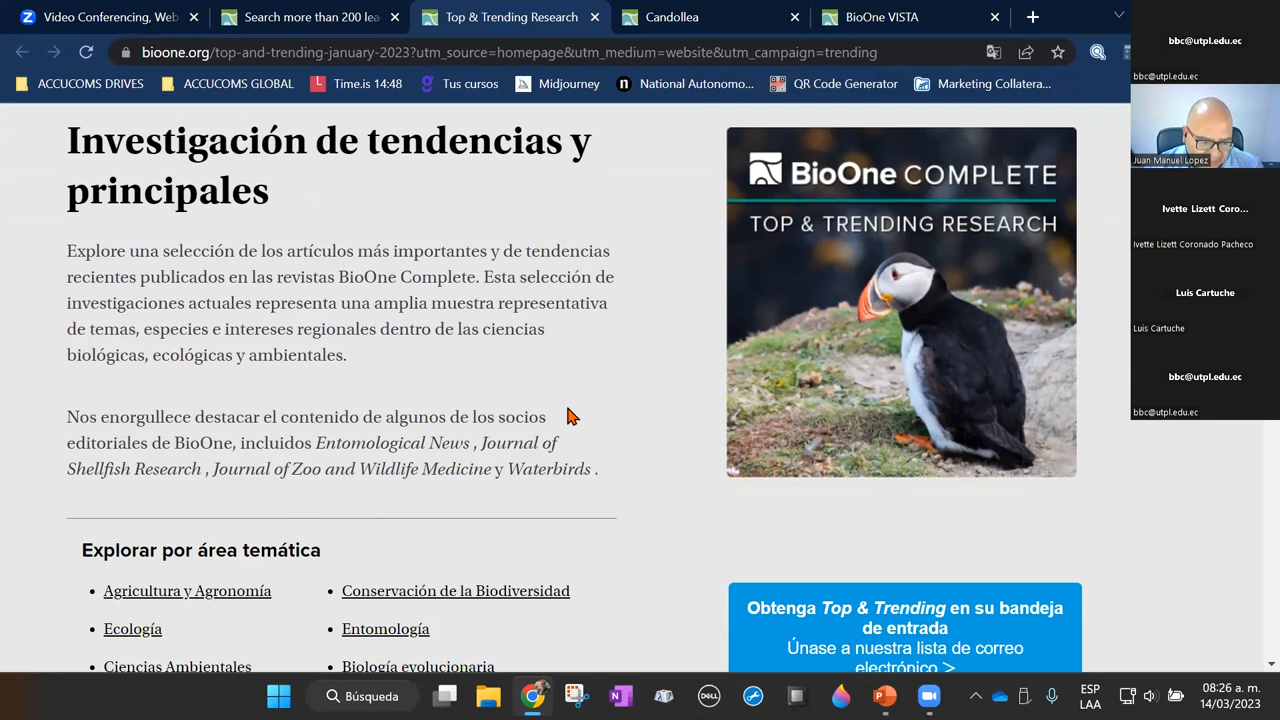 Video Conferencing, Web
Search more than 200 lea
Top & Trending Research
Candollea
BioOne VISTA
bioone.org/top-and-trending-january-2023?utm_source=homepage&utm_medium=website&utm_campaign=trending
ACCUCOMS DRIVES
ACCUCOMS GLOBAL
Time.is 14:48
Tus cursos
Midjourney
National Autonomo...
QR Code Generator
Marketing Collatera...
Investigación de tendencias y
principales
Explore una selección de los artículos más importantes y de tendencias
recientes publicados en las revistas BioOne Complete. Esta selección de
investigaciones actuales representa una amplia muestra representativa
de temas, especies e intereses regionales dentro de las ciencias
biológicas, ecológicas y ambientales.
Nos enorgullece destacar el contenido de algunos de los socios
editoriales de BioOne, incluidos Entomological News , Journal of
Shellfish Research , Journal of Zoo and Wildlife Medicine y Waterbirds .
Explorar por área temática
Agricultura y Agronomía
Conservación de la Biodiversidad
Ecología
Entomología
Ciencias Ambientales
Biología evolucionaria
BioOne COMPLETE
TOP & TRENDING RESEARCH
Obtenga Top & Trending en su bandeja
de entrada
Únase a nuestra lista de correo
electrónico >
bbc@utpl.edu.ec
bbc@utpl.edu.ec
Juan Manuel Lopez
Ivette Lizett Coro...
Ivette Lizett Coronado Pacheco
Luis Cartuche
Luis Cartuche
bbc@utpl.edu.ec
bbc@utpl.edu.ec
Búsqueda
DELL
ESP
LAA
08:26 a. m.
14/03/2023